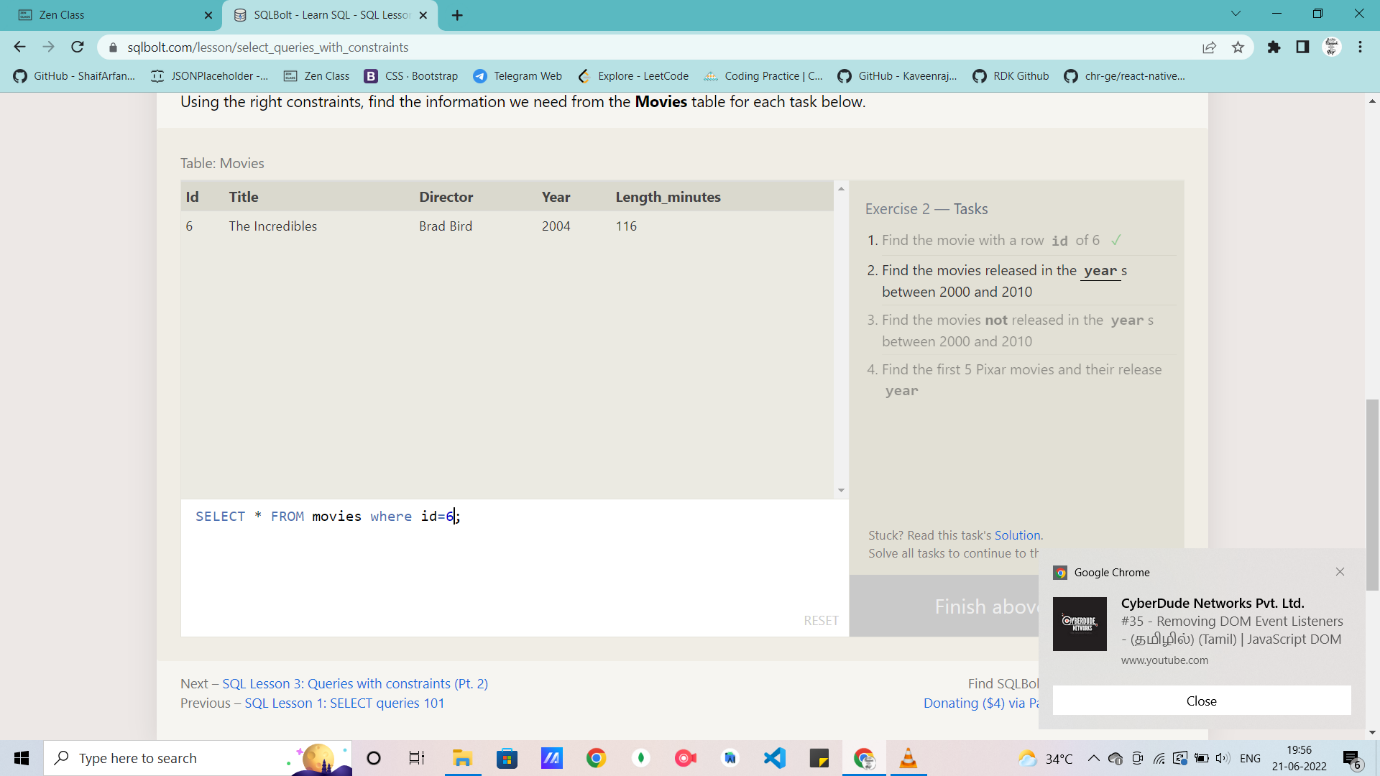 Zen Class
SQLBolt - Learn SQL - SQL Lesson
sqlbolt.com/lesson/select_queries_with_constraints
GitHub - ShaifArfan...
JSONPlaceholder -...
Zen Class
CSS · Bootstrap
Telegram Web
Explore - LeetCode
Coding Practice | C...
GitHub - Kaveenraj...
RDK Github
chr-ge/react-native...
Using the right constraints, find the information we need from the Movies table for each task below.
Table: Movies
Id Title Director Year Length_minutes
6 The Incredibles Brad Bird 2004 116
Exercise 2 — Tasks
1. Find the movie with a row id of 6 ✓
2. Find the movies released in the year s
between 2000 and 2010
3. Find the movies not released in the year s
between 2000 and 2010
4. Find the first 5 Pixar movies and their release
year
SELECT * FROM movies where id=6;
RESET
Stuck? Read this task's Solution.
Solve all tasks to continue to th
Finish above
Next – SQL Lesson 3: Queries with constraints (Pt. 2)
Previous – SQL Lesson 1: SELECT queries 101
Find SQLBol
Donating ($4) via Pa
Google Chrome
CyberDude Networks Pvt. Ltd.
#35 - Removing DOM Event Listeners
- (தமிழில்) (Tamil) | JavaScript DOM
www.youtube.com
Close
Type here to search
34°C
ENG
19:56
21-06-2022
6